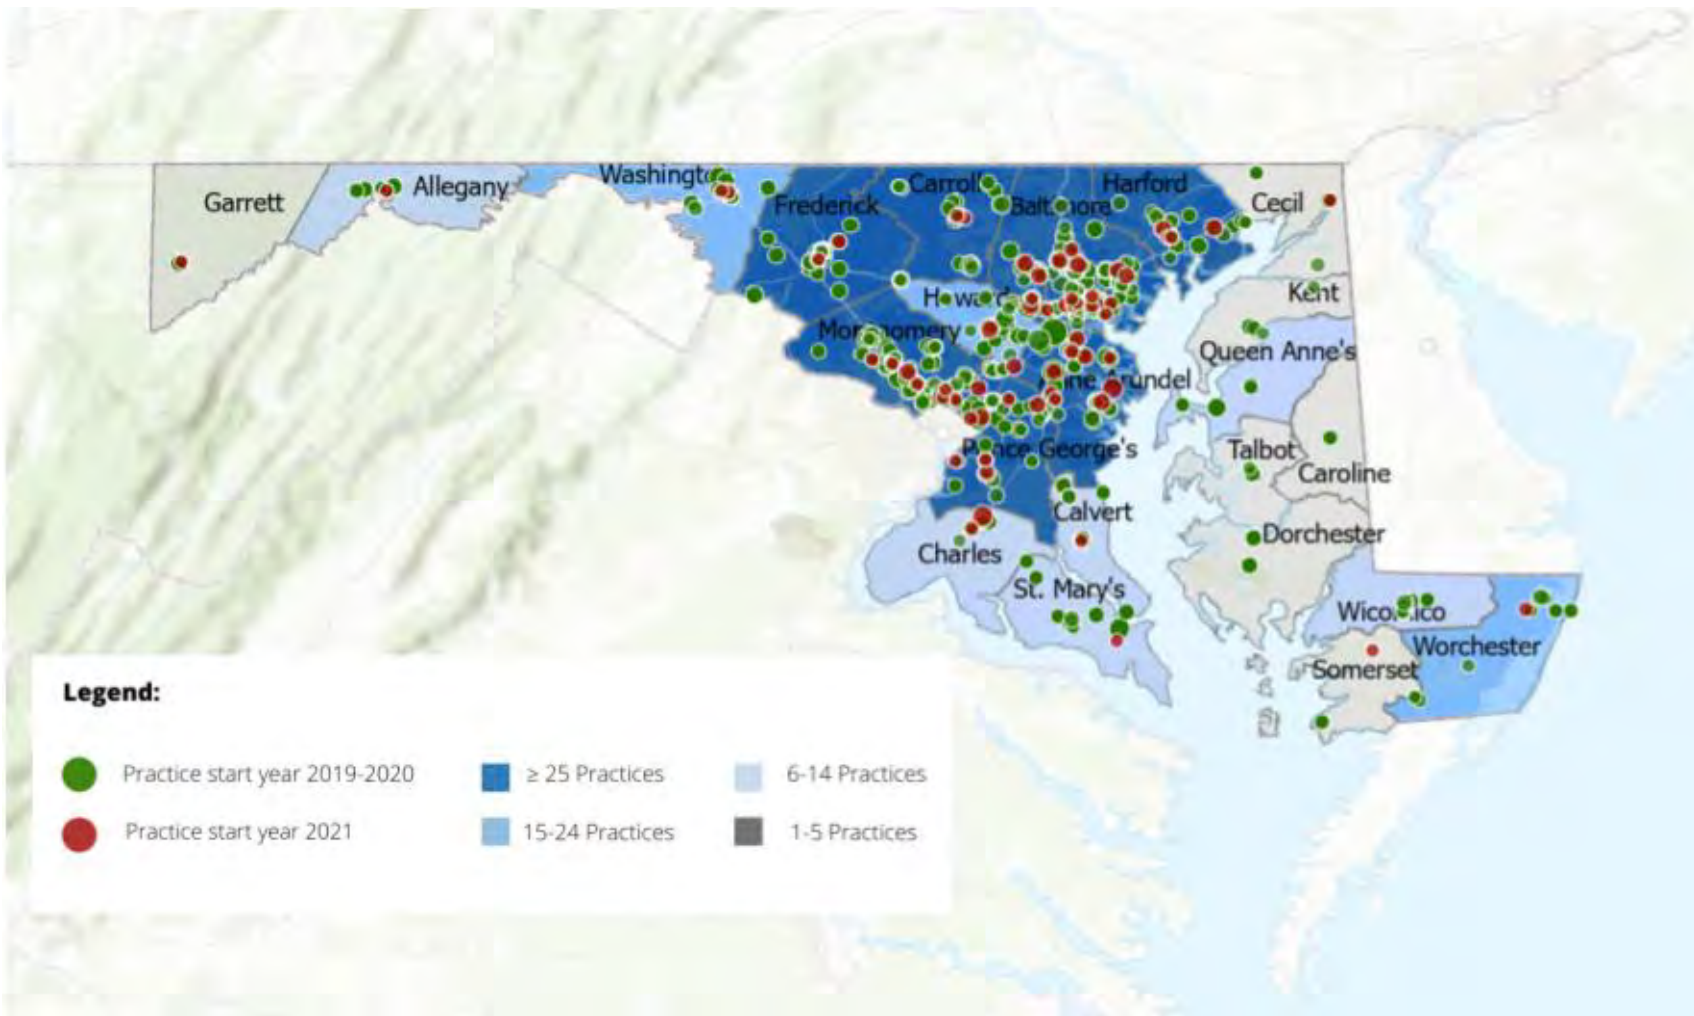 Garrett
Allegany
Washington
Frederick
Carroll
Baltimore
Harford
Cecil
Howard
Kent
Montgomery
Queen Anne's
Anne Arundel
Prince George's
Talbot
Caroline
Calvert
Dorchester
Charles
St. Mary's
Wicomico
Worchester
Somerset
Legend:
Practice start year 2019-2020
≥ 25 Practices
6-14 Practices
Practice start year 2021
15-24 Practices
1-5 Practices